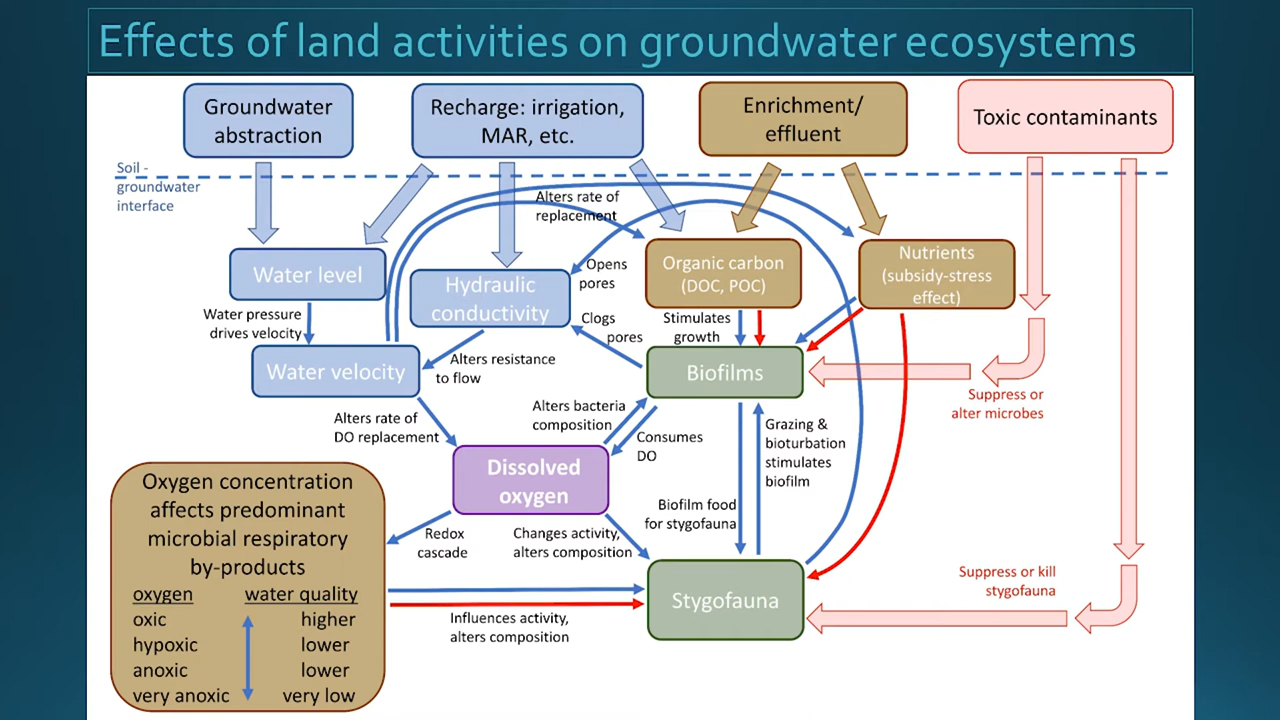 Effects of land activities on groundwater ecosystems
Groundwater
abstraction
Recharge: irrigation,
MAR, etc.
Enrichment/
effluent
Toxic contaminants
Soil -
groundwater
interface
Alters rate of
replacement
Water level
Hydraulic
conductivity
Opens
pores
Organic carbon
(DOC, POC)
Nutrients
(subsidy-stress
effect)
Water pressure
drives velocity
Clogs
pores
Stimulates
growth
Water velocity
Alters resistance
to flow
Biofilms
Suppress or
alter microbes
Alters rate of
DO replacement
Alters bacteria
composition
Consumes
DO
Grazing &
bioturbation
stimulates
biofilm
Dissolved
oxygen
Biofilm food
for stygofauna
Redox
cascade
Changes activity,
alters composition
Oxygen concentration
affects predominant
microbial respiratory
by-products
oxygen water quality
oxic higher
hypoxic lower
anoxic lower
very anoxic very low
Influences activity,
alters composition
Stygofauna
Suppress or kill
stygofauna